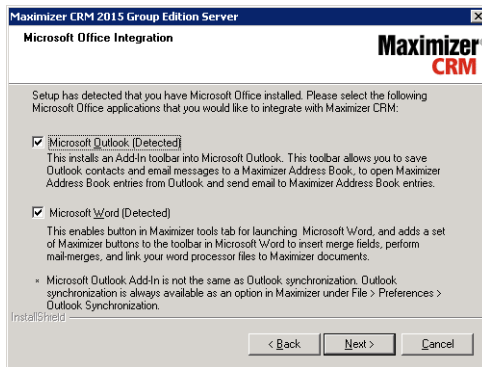 Maximizer CRM 2015 Group Edition Server
Microsoft Office Integration
Maximizer
CRM
Setup has detected that you have Microsoft Office installed. Please select the following
Microsoft Office applications that you would like to integrate with Maximizer CRM:
Microsoft Outlook (Detected)
This installs an Add-In toolbar into Microsoft Outlook. This toolbar allows you to save
Outlook contacts and email messages to a Maximizer Address Book, to open Maximizer
Address Book entries from Outlook and send email to Maximizer Address Book entries.
Microsoft Word (Detected)
This enables button in Maximizer tools tab for launching Microsoft Word, and adds a set
of Maximizer buttons to the toolbar in Microsoft Word to insert merge fields, perform
mail-merges, and link your word processor files to Maximizer documents.
* Microsoft Outlook Add-In is not the same as Outlook synchronization. Outlook
synchronization is always available as an option in Maximizer under File > Preferences >
Outlook Synchronization.
InstallShield
< Back Next > Cancel